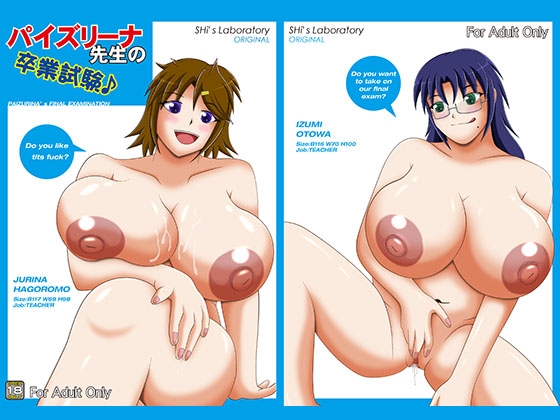 パイズリーナ
先生の
卒業試験♪
PAIZURINA's FINAL EXAMINATION
SHi's Laboratory
ORIGINAL
Do you like
tits fuck?
JURINA
HAGOROMO
Size:B117 W69 H98
Job:TEACHER
18
For Adult Only
SHi's Laboratory
ORIGINAL
For Adult Only
Do you want
to take on
our final
exam?
IZUMI
OTOWA
Size:B116 W70 H100
Job:TEACHER